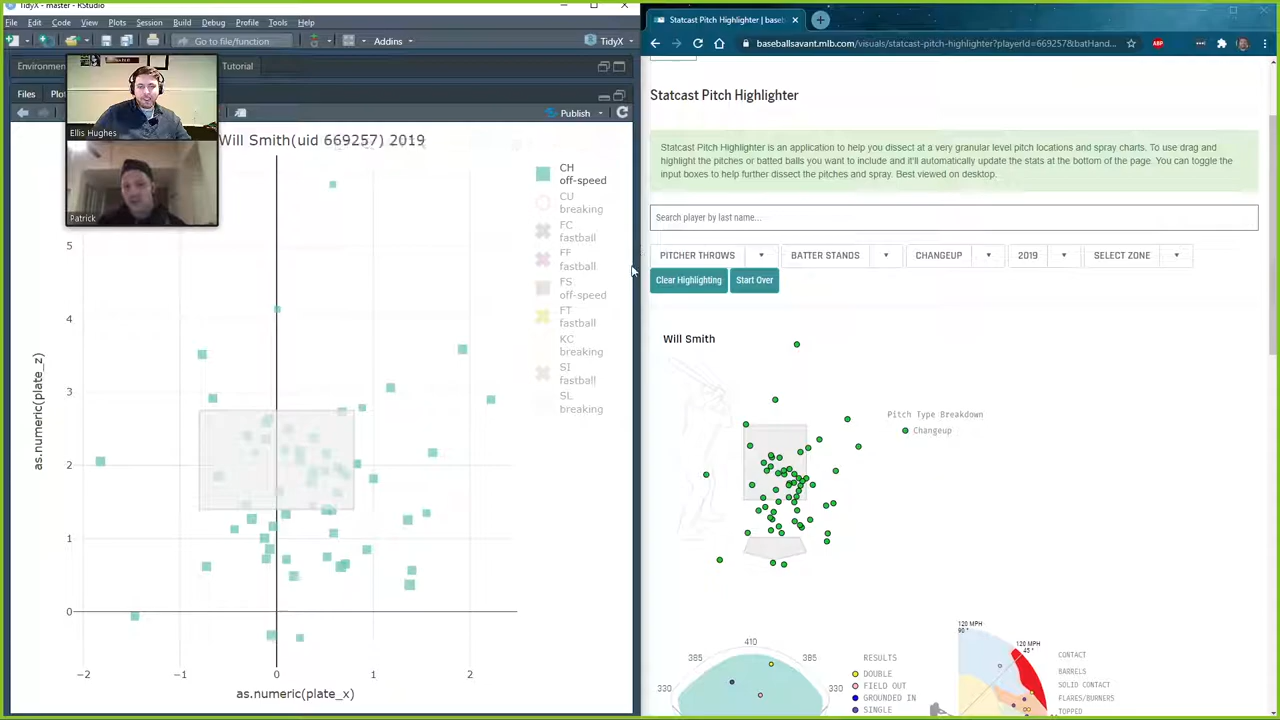 TidyX - master - RStudio
File Edit Code View Plots Session Build Debug Profile Tools Help
Go to file/function
Addins
TidyX
Environmen
Tutorial
Files Plot
Publish
Ellis Hughes
Patrick
Will Smith(uid 669257) 2019
CH
off-speed
CU
breaking
FC
fastball
FF
fastball
FS
off-speed
FT
fastball
KC
breaking
SI
fastball
SL
breaking
as.numeric(plate_z)
5
4
3
2
1
0
−2 −1 0 1 2
as.numeric(plate_x)
Statcast Pitch Highlighter | base
baseballsavant.mlb.com/visuals/statcast-pitch-highlighter?playerId=669257&batHand...
ABP
Statcast Pitch Highlighter
Statcast Pitch Highlighter is an application to help you dissect at a very granular level pitch locations and spray charts. To use drag and
highlight the pitches or batted balls you want to include and it'll automatically update the stats at the bottom of the page. You can toggle the
input boxes to help further dissect the pitches and spray. Best viewed on desktop.
Search player by last name...
PITCHER THROWS BATTER STANDS CHANGEUP 2019 SELECT ZONE
Clear Highlighting Start Over
Will Smith
Pitch Type Breakdown
Changeup
410
385 385
330 330
RESULTS
DOUBLE
FIELD OUT
GROUNDED IN
SINGLE
120 MPH
90 °
120 MPH
45 °
CONTACT
BARRELS
SOLID CONTACT
FLARES/BURNERS
TOPPED